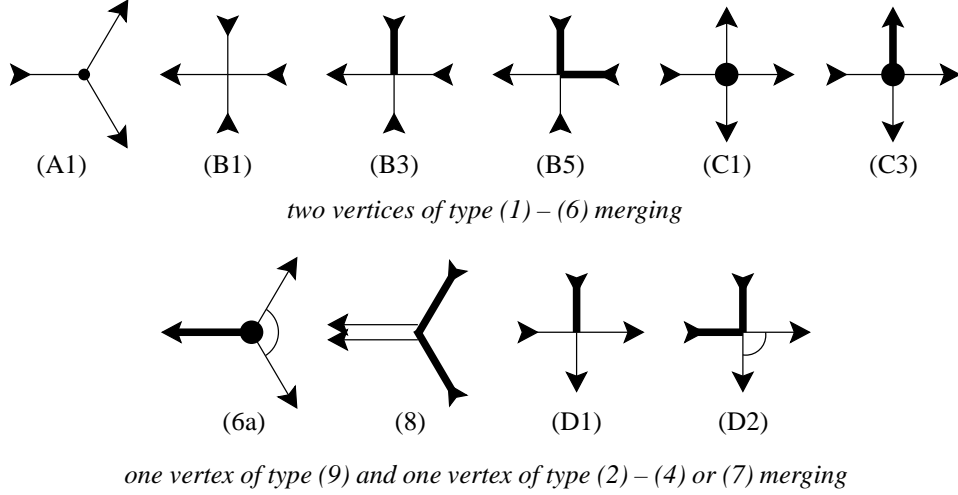 (A1) (B1) (B3) (B5) (C1) (C3)
two vertices of type (1) – (6) merging
(6a) (8) (D1) (D2)
one vertex of type (9) and one vertex of type (2) – (4) or (7) merging